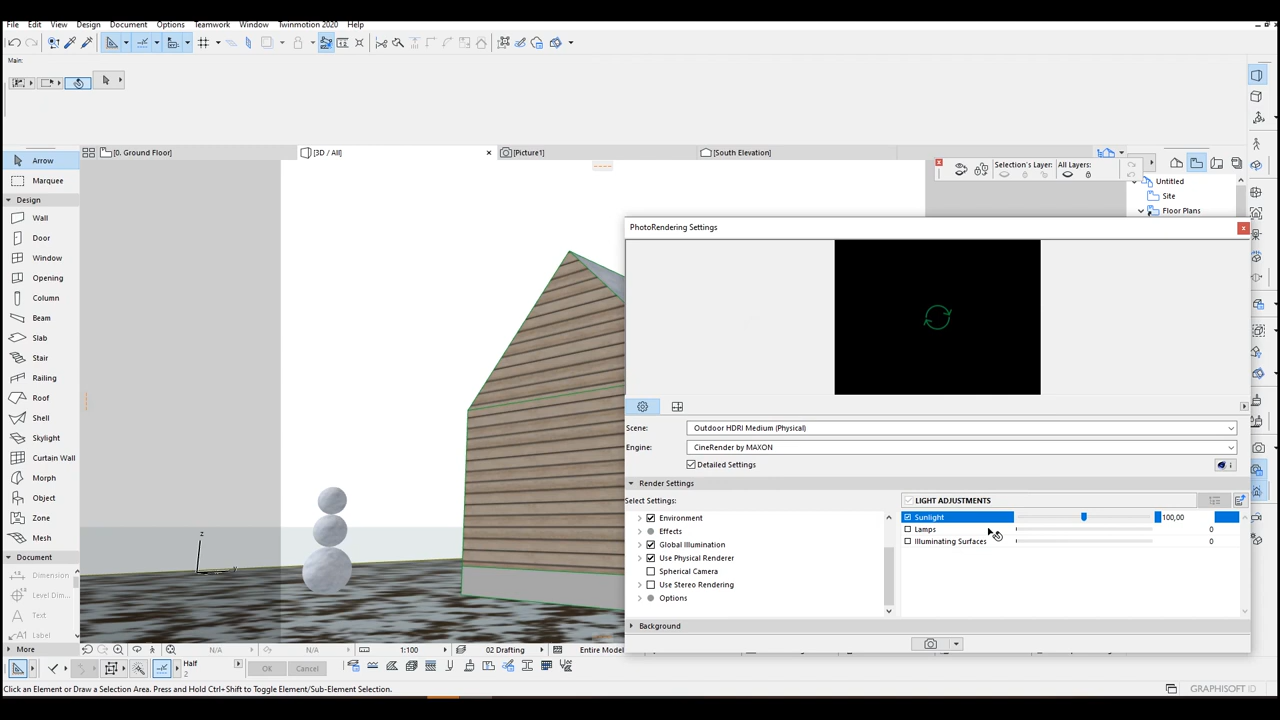 File Edit View Design Document Options Teamwork Window Twinmotion 2020 Help
Main:
[0. Ground Floor] [3D / All] [Picture1] [South Elevation]
Arrow
Marquee
Design
Wall
Door
Window
Opening
Column
Beam
Slab
Stair
Railing
Roof
Shell
Skylight
Curtain Wall
Morph
Object
Zone
Mesh
Document
Dimension
Level Dim...
Text
Label
More
Selection's Layer: All Layers:
Untitled
Site
Floor Plans
PhotoRendering Settings
Scene: Outdoor HDRI Medium (Physical)
Engine: CineRender by MAXON
Detailed Settings
Render Settings
Select Settings:
Environment
Effects
Global Illumination
Use Physical Renderer
Spherical Camera
Use Stereo Rendering
Options
LIGHT ADJUSTMENTS
Sunlight 100,00
Lamps 0
Illuminating Surfaces 0
Background
z
N/A N/A 1:100 02 Drafting Entire Model
Half
2
OK Cancel
Click an Element or Draw a Selection Area. Press and Hold Ctrl+Shift to Toggle Element/Sub-Element Selection.
GRAPHISOFT ID